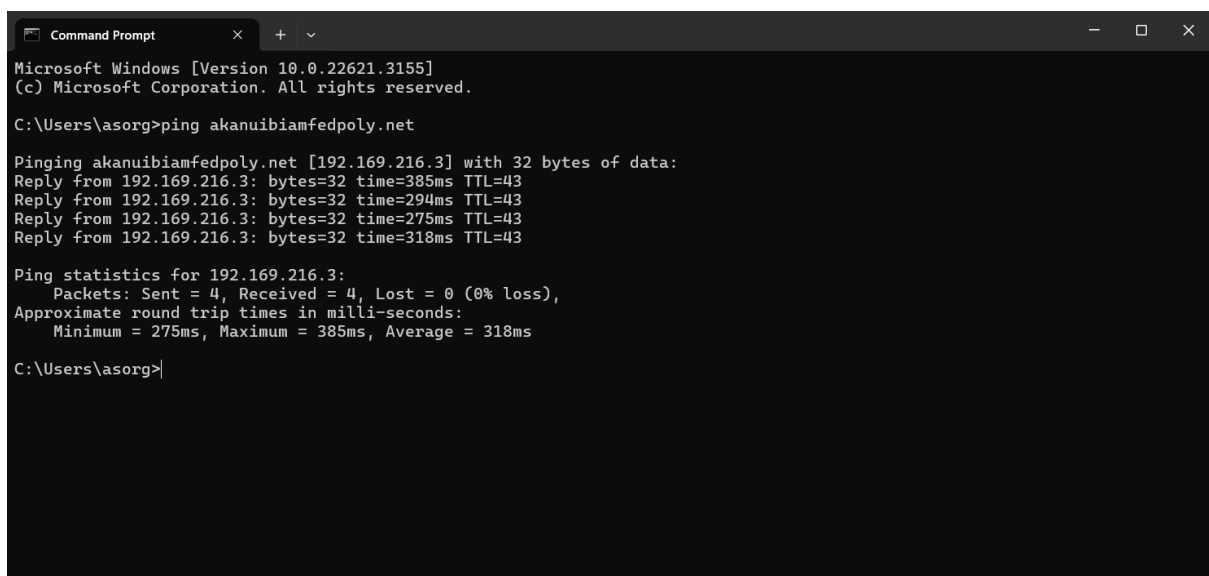 Command Prompt
Microsoft Windows [Version 10.0.22621.3155]
(c) Microsoft Corporation. All rights reserved.
C:\Users\asorg>ping akanuibiamfedpoly.net
Pinging akanuibiamfedpoly.net [192.169.216.3] with 32 bytes of data:
Reply from 192.169.216.3: bytes=32 time=385ms TTL=43
Reply from 192.169.216.3: bytes=32 time=294ms TTL=43
Reply from 192.169.216.3: bytes=32 time=275ms TTL=43
Reply from 192.169.216.3: bytes=32 time=318ms TTL=43
Ping statistics for 192.169.216.3:
    Packets: Sent = 4, Received = 4, Lost = 0 (0% loss),
Approximate round trip times in milli-seconds:
    Minimum = 275ms, Maximum = 385ms, Average = 318ms
C:\Users\asorg>